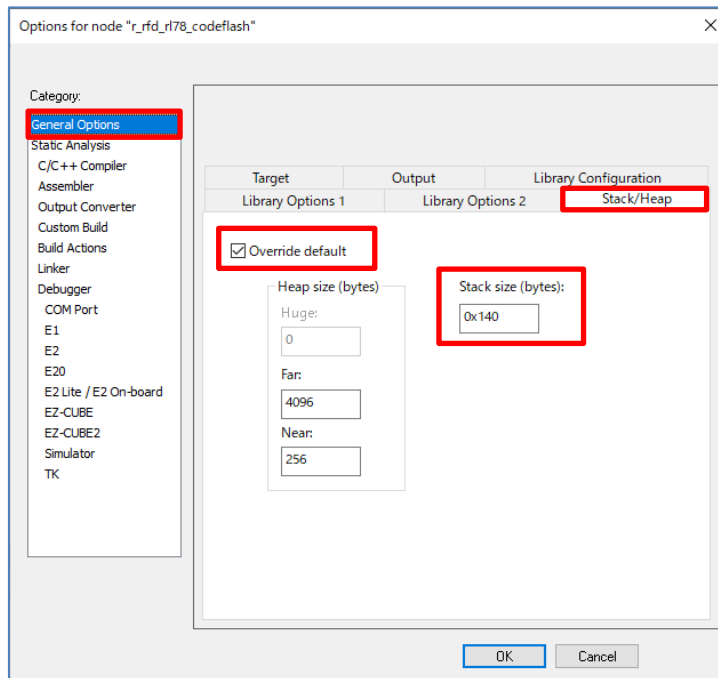 Options for node "r_rfd_rl78_codeflash"
Category:
General Options
Static Analysis
C/C++ Compiler
Assembler
Output Converter
Custom Build
Build Actions
Linker
Debugger
COM Port
E1
E2
E20
E2 Lite / E2 On-board
EZ-CUBE
EZ-CUBE2
Simulator
TK
Target Output Library Configuration
Library Options 1 Library Options 2 Stack/Heap
Override default
Heap size (bytes) Stack size (bytes):
Huge: 0x140
0
Far:
4096
Near:
256
OK Cancel